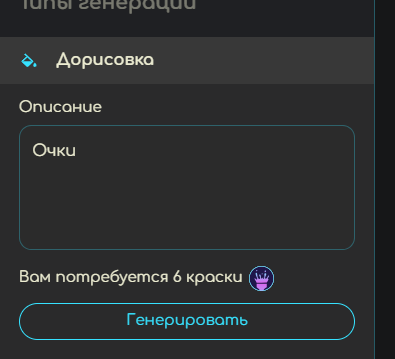 Типы генерации
Дорисовка
Описание
Очки
Вам потребуется 6 краски
Генерировать